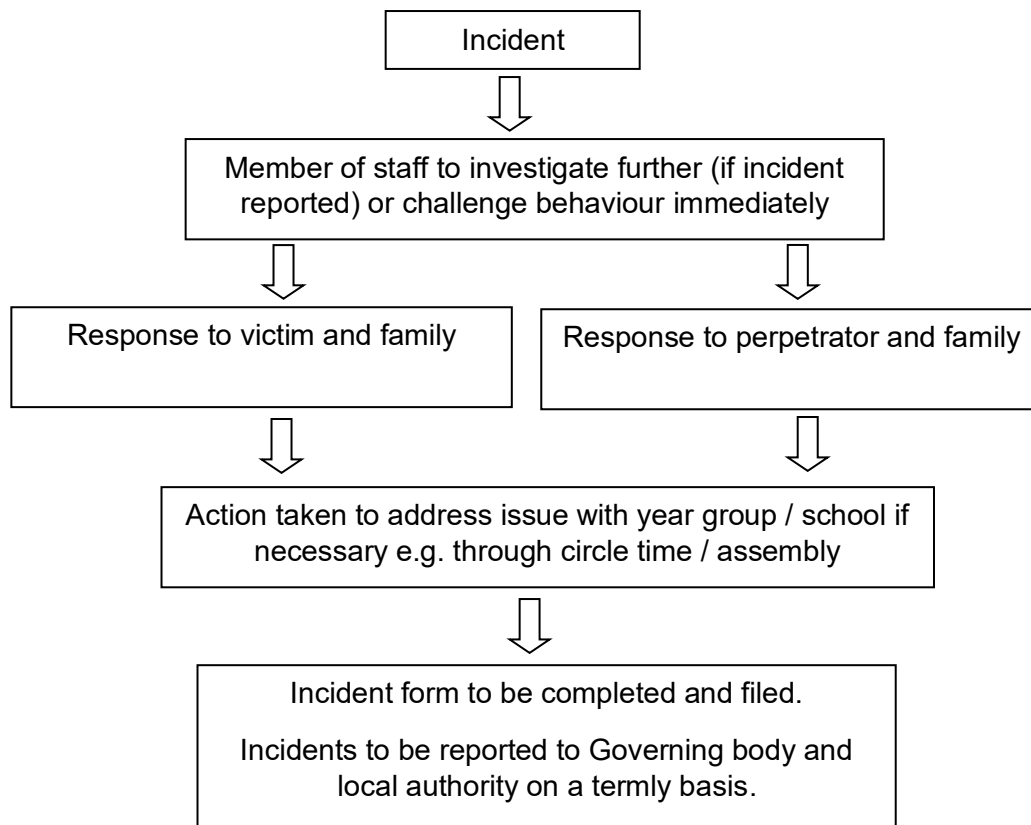 Incident
Member of staff to investigate further (if incident
reported) or challenge behaviour immediately
Response to victim and family
Response to perpetrator and family
Action taken to address issue with year group / school if
necessary e.g. through circle time / assembly
Incident form to be completed and filed.
Incidents to be reported to Governing body and
local authority on a termly basis.